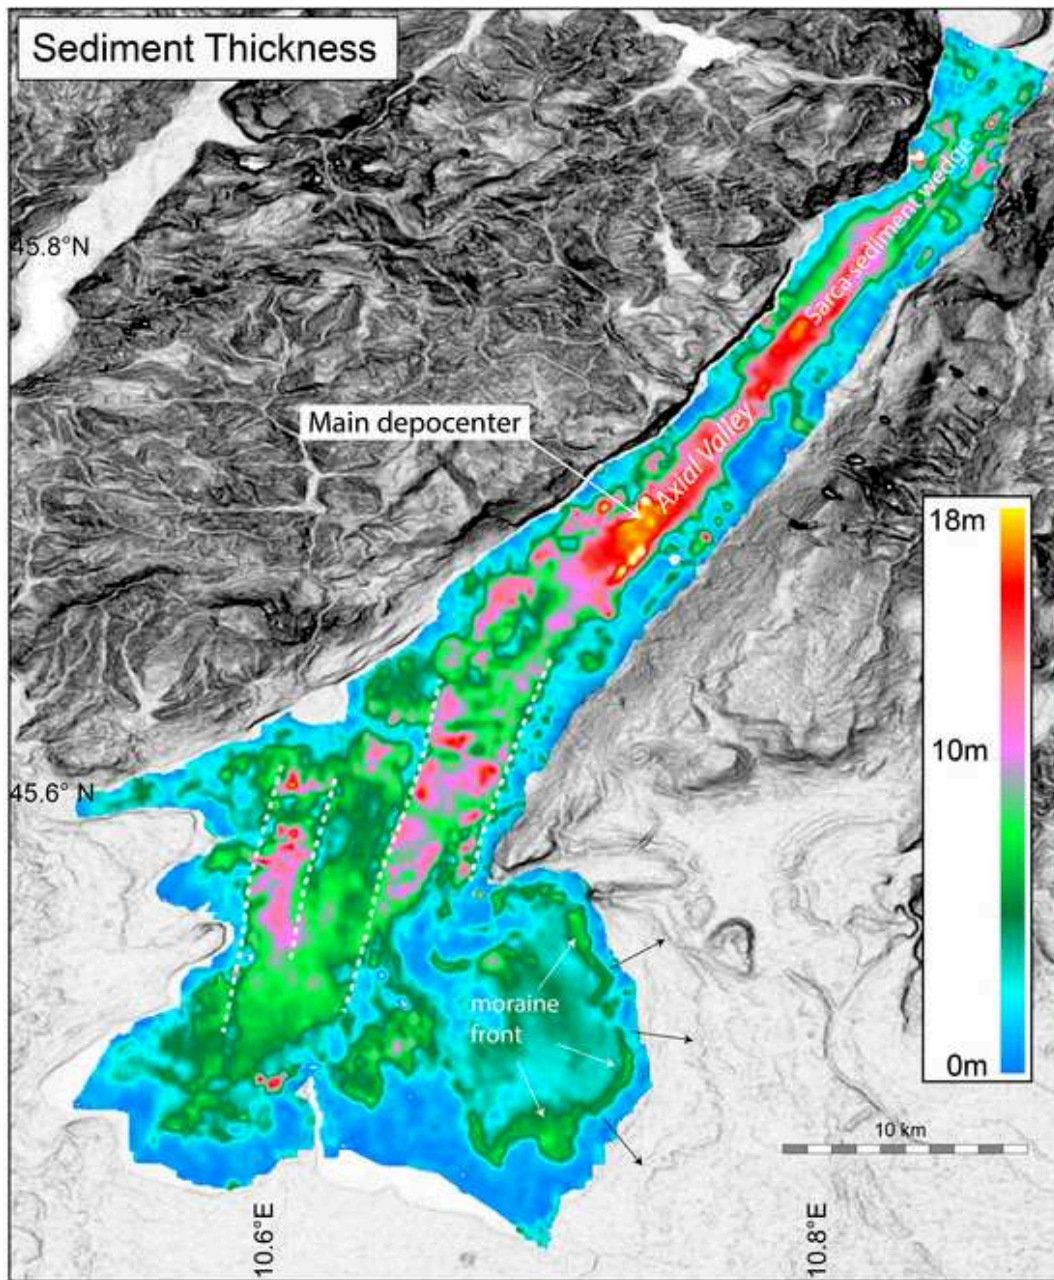 Sediment Thickness
Sarca sediment wedge
45.8° N
Main depocenter
Axial Valley
18m
10m
0m
45.6° N
moraine
front
10 km
10.6°E
10.8°E